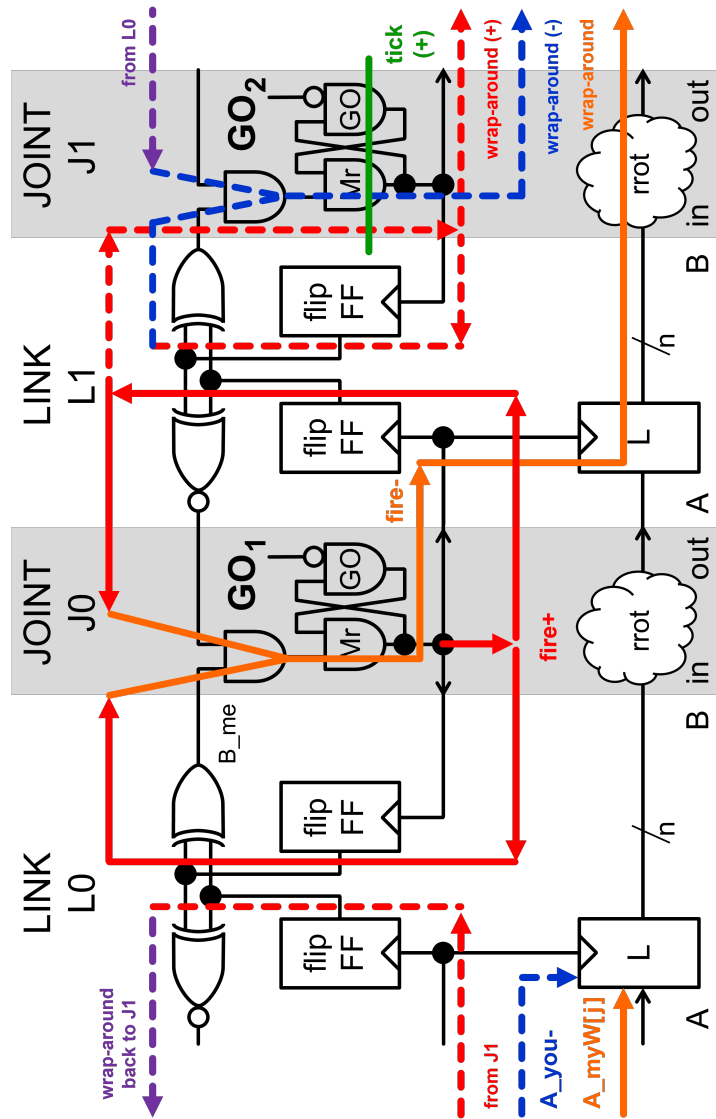 LINK
L0
JOINT
J0
LINK
L1
JOINT
J1
wrap-around
back to J1
from L0
B_me
GO1
GO2
Mr
GO
Mr
GO
flip
FF
flip
FF
flip
FF
flip
FF
tick
(+)
fire-
fire+
from J1
wrap-around (+)
A_you-
wrap-around (-)
A_myW[j]
wrap-around
L
n
rrot
L
n
rrot
A
B
in
out
A
B
in
out